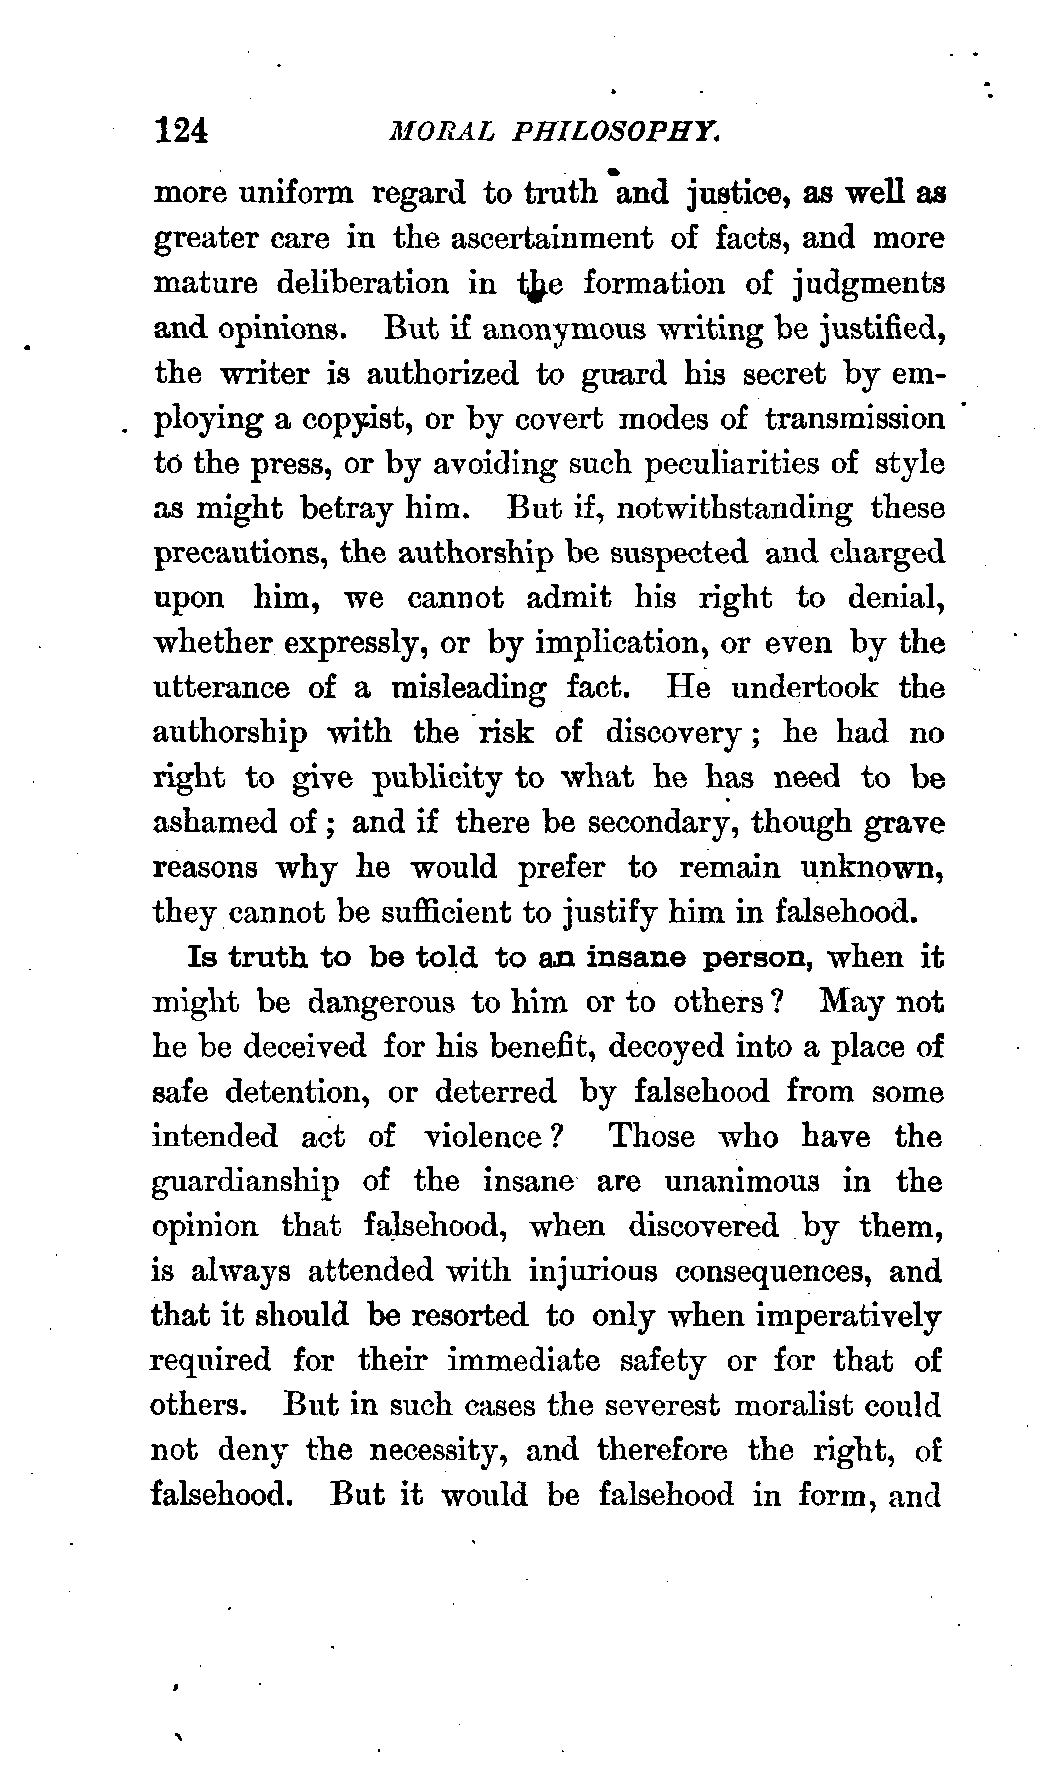 124 MORAL PHILOSOPHY.
more uniform regard to truth and justice, as well as
greater care in the ascertainment of facts, and more
mature deliberation in the formation of judgments
and opinions. But if anonymous writing be justified,
the writer is authorized to guard his secret by em-
ploying a copyist, or by covert modes of transmission
to the press, or by avoiding such peculiarities of style
as might betray him. But if, notwithstanding these
precautions, the authorship be suspected and charged
upon him, we cannot admit his right to denial,
whether expressly, or by implication, or even by the
utterance of a misleading fact. He undertook the
authorship with the risk of discovery; he had no
right to give publicity to what he has need to be
ashamed of; and if there be secondary, though grave
reasons why he would prefer to remain unknown,
they cannot be sufficient to justify him in falsehood.
Is truth to be told to an insane person, when it
might be dangerous to him or to others? May not
he be deceived for his benefit, decoyed into a place of
safe detention, or deterred by falsehood from some
intended act of violence? Those who have the
guardianship of the insane are unanimous in the
opinion that falsehood, when discovered by them,
is always attended with injurious consequences, and
that it should be resorted to only when imperatively
required for their immediate safety or for that of
others. But in such cases the severest moralist could
not deny the necessity, and therefore the right, of
falsehood. But it would be falsehood in form, and